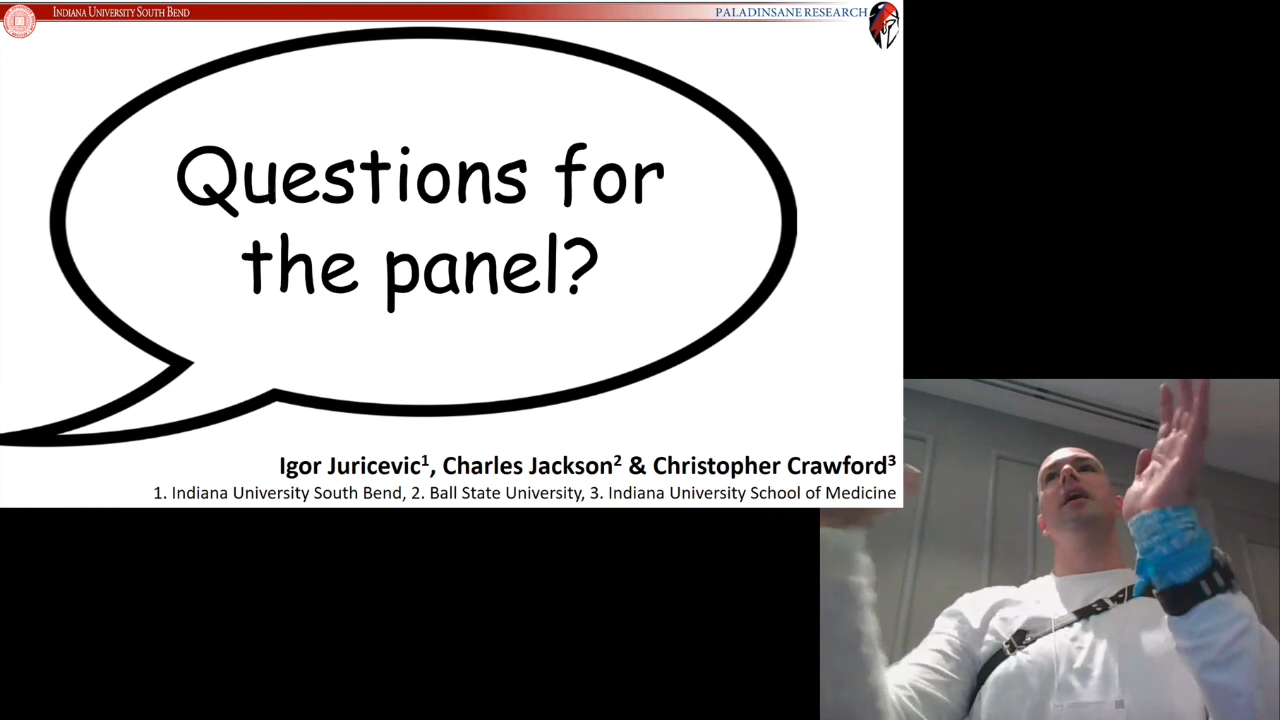 INDIANA UNIVERSITY SOUTH BEND
PALADINSANE RESEARCH
Questions for
the panel?
Igor Juricevic1, Charles Jackson2 & Christopher Crawford3
1. Indiana University South Bend, 2. Ball State University, 3. Indiana University School of Medicine